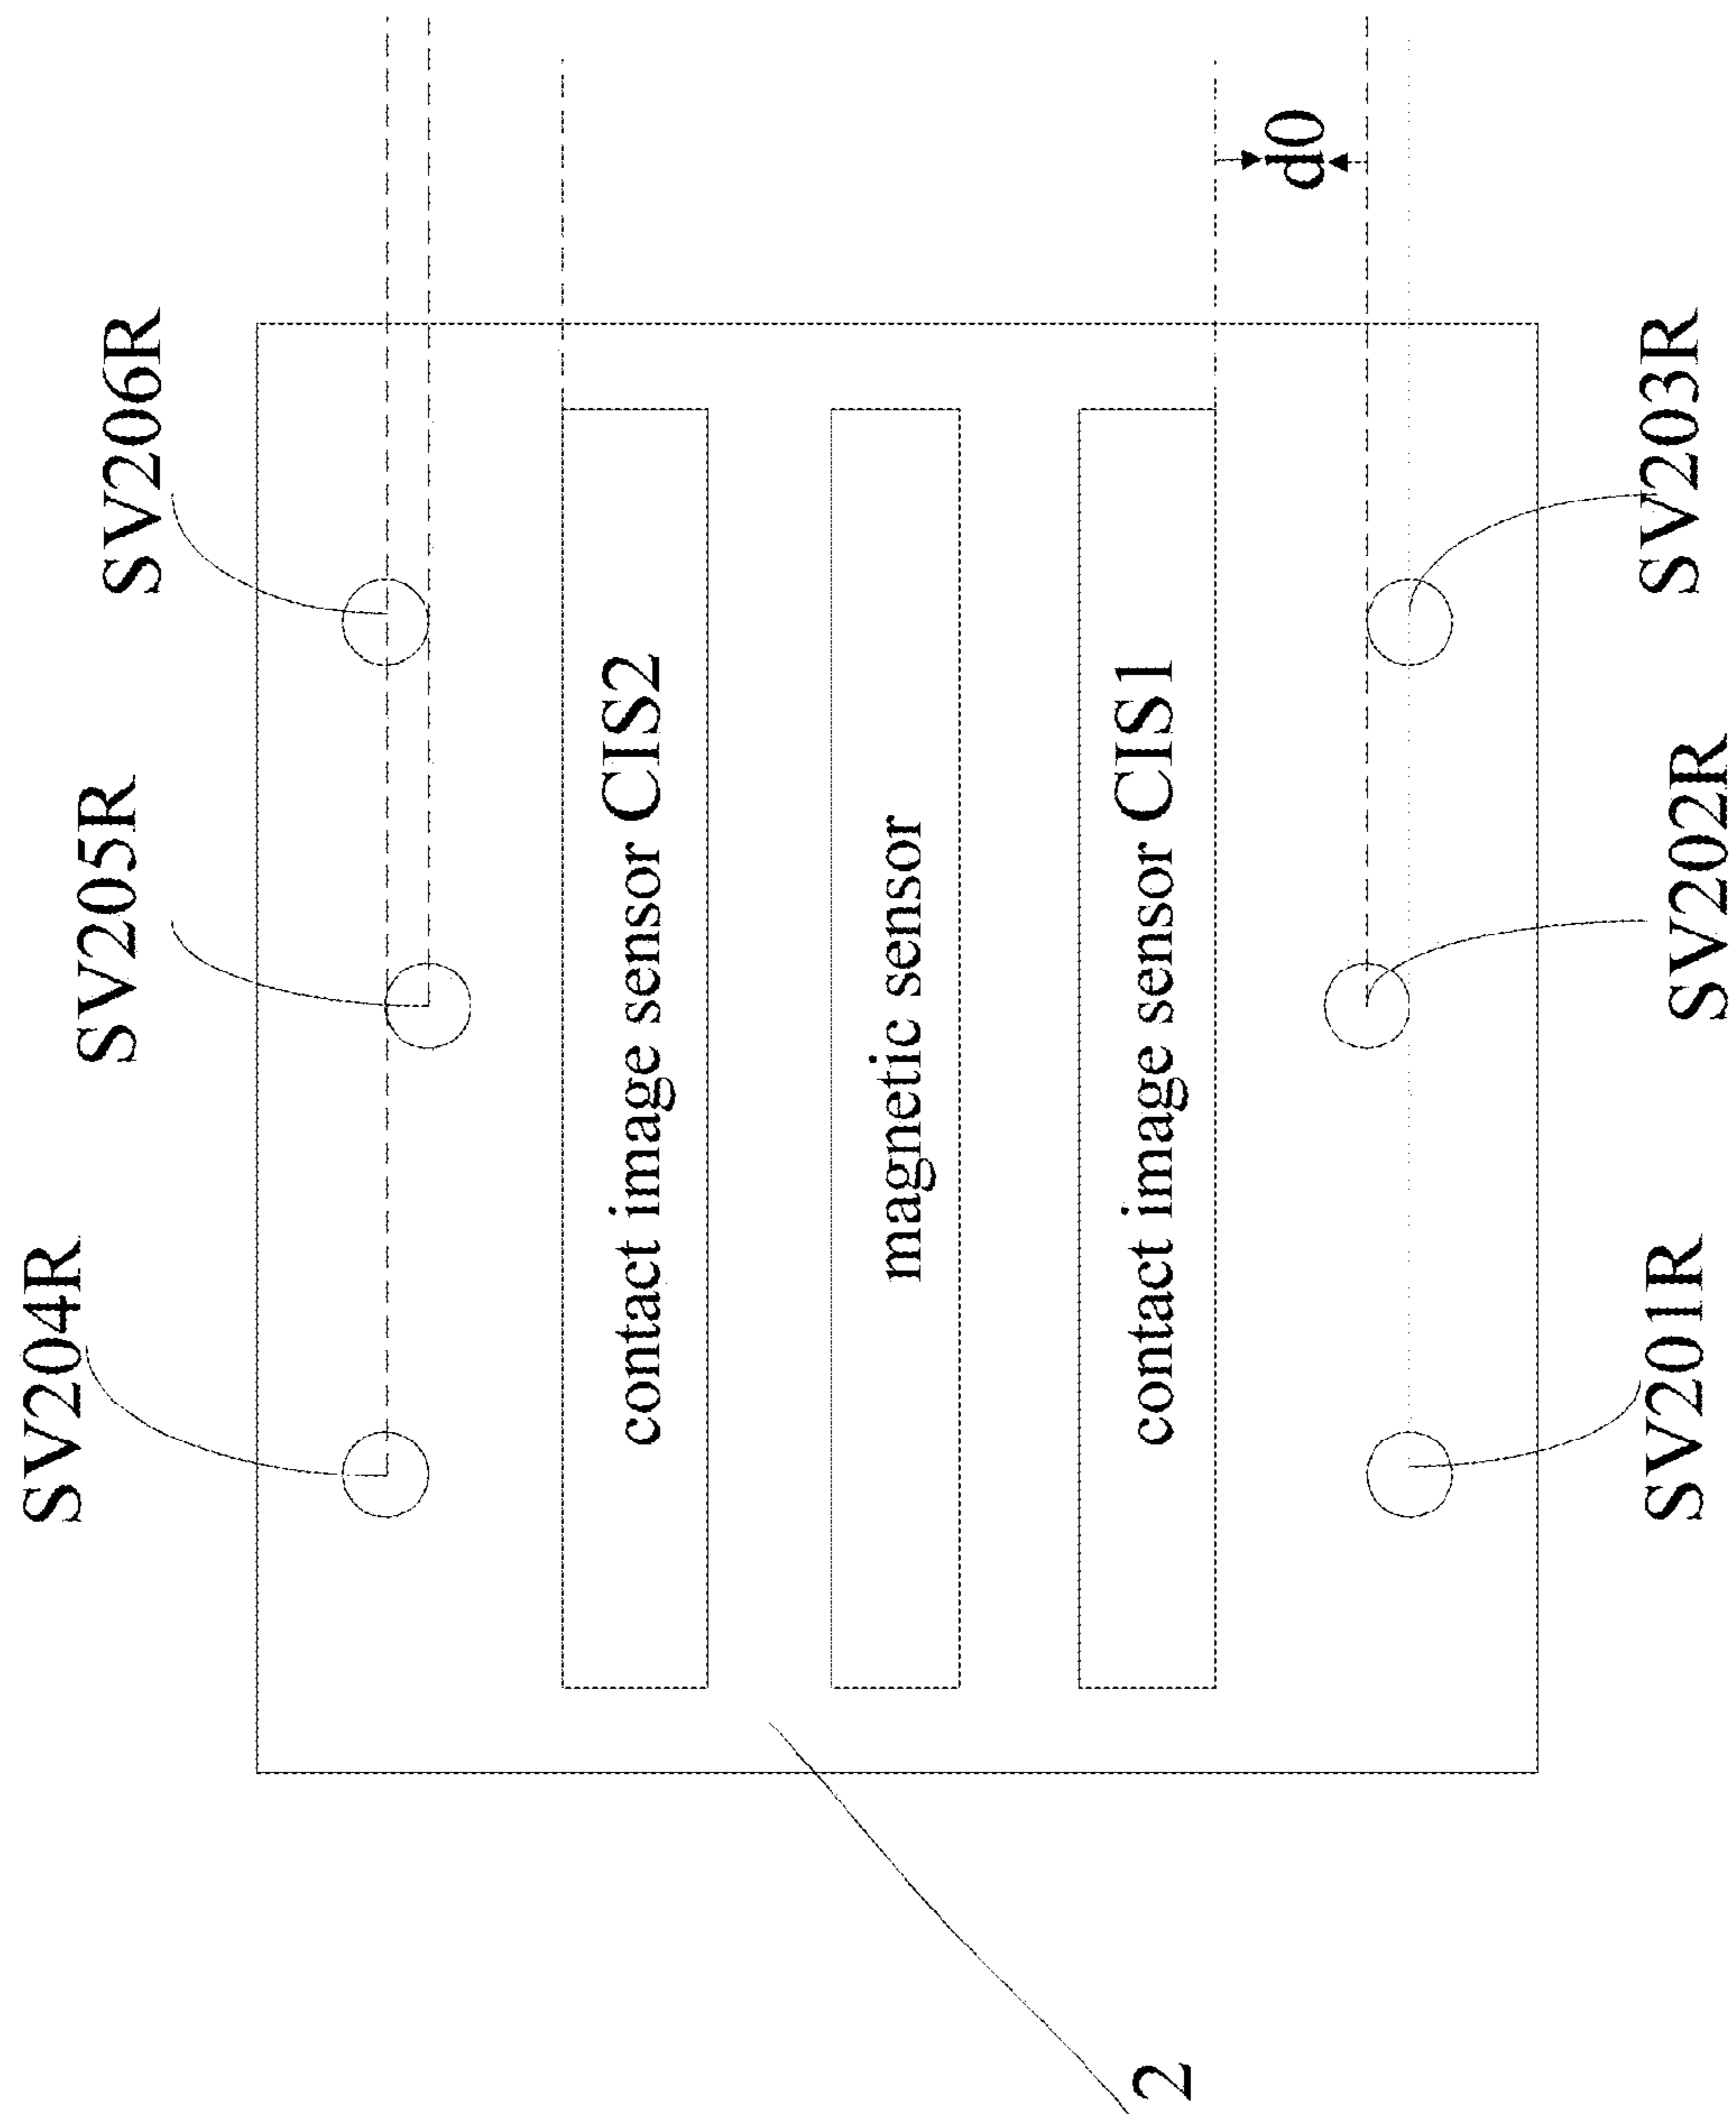 SV204R
SV205R
SV206R
contact image sensor CIS2
magnetic sensor
contact image sensor CIS1
d0
SV201R
SV202R
SV203R
2